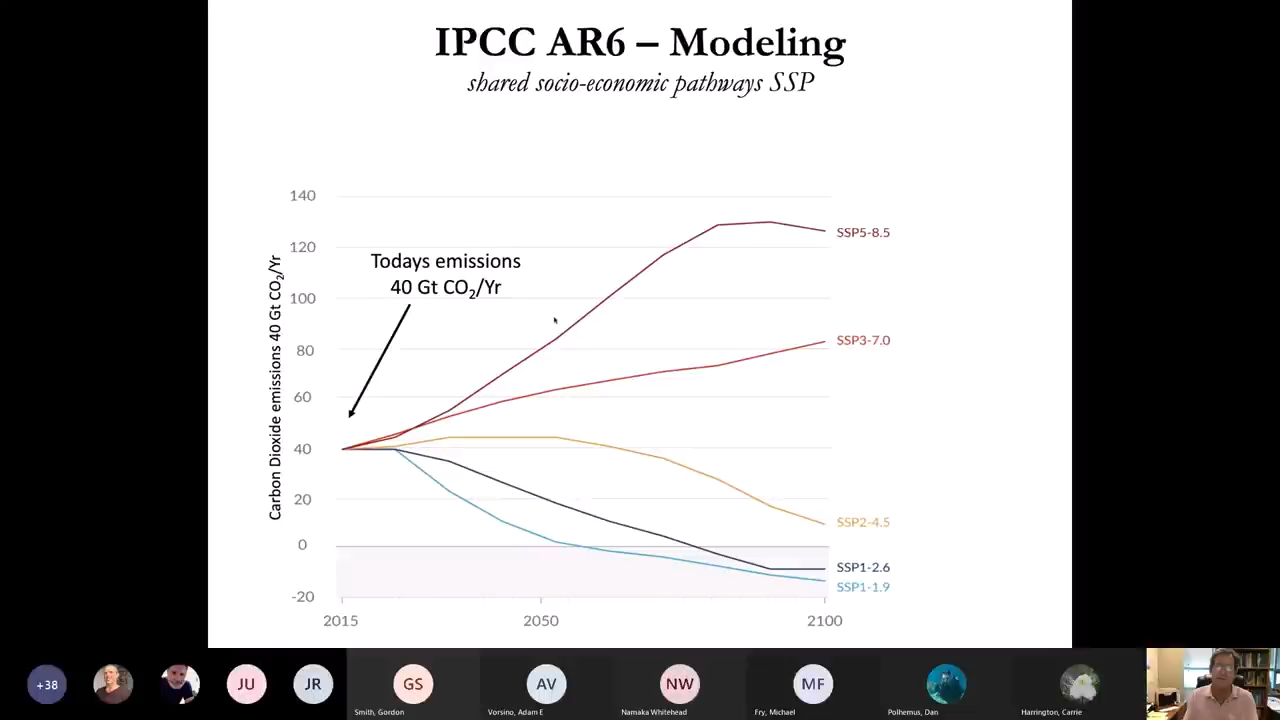 IPCC AR6 – Modeling
shared socio-economic pathways SSP
Carbon Dioxide emissions 40 Gt CO₂/Yr
140
120
100
80
60
40
20
0
-20
Todays emissions
40 Gt CO₂/Yr
SSP5-8.5
SSP3-7.0
SSP2-4.5
SSP1-2.6
SSP1-1.9
2015
2050
2100
+38
JU
JR
GS
AV
NW
MF
Smith, Gordon
Vorsino, Adam E
Namaka Whitehead
Fry, Michael
Polhemus, Dan
Harrington, Carrie